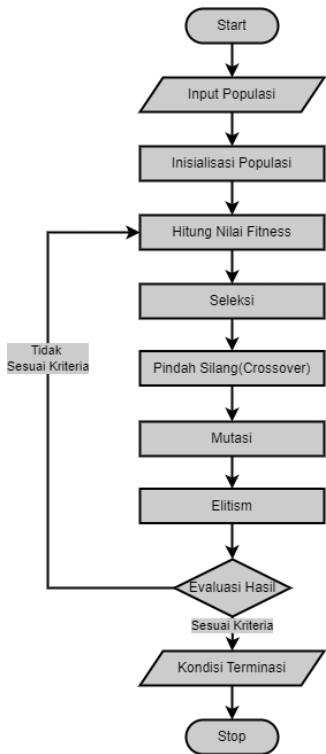 Start
Input Populasi
Inisialisasi Populasi
Hitung Nilai Fitness
Seleksi
Tidak
Sesuai Kriteria
Pindah Silang(Crossover)
Mutasi
Elitism
Evaluasi Hasil
Sesuai Kriteria
Kondisi Terminasi
Stop